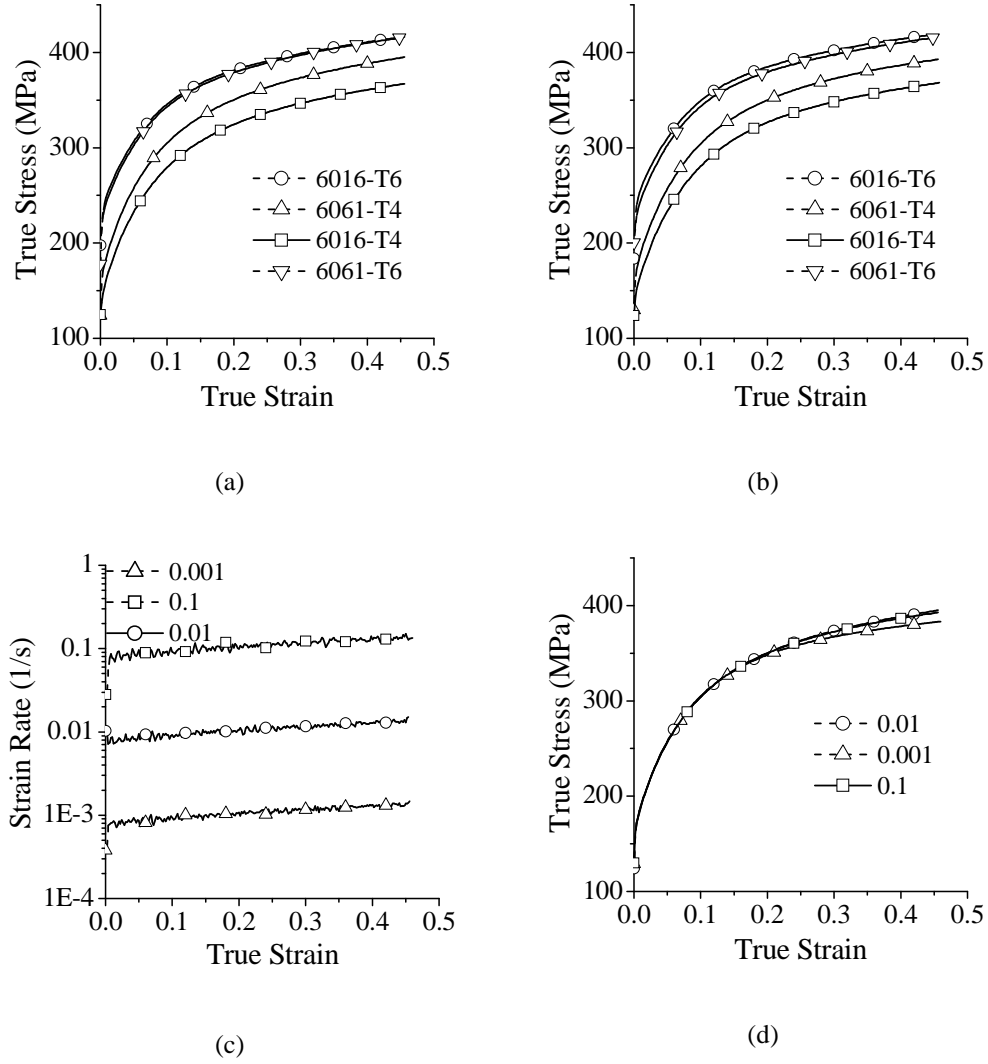 400
300
200
100
0.0 0.1 0.2 0.3 0.4 0.5
True Stress (MPa)
True Strain
6016-T6
6061-T4
6016-T4
6061-T6
(a)
400
300
200
100
0.0 0.1 0.2 0.3 0.4 0.5
True Stress (MPa)
True Strain
6016-T6
6061-T4
6016-T4
6061-T6
(b)
1
0.1
0.01
1E-3
1E-4
0.0 0.1 0.2 0.3 0.4 0.5
Strain Rate (1/s)
True Strain
0.001
0.1
0.01
(c)
400
300
200
100
0.0 0.1 0.2 0.3 0.4 0.5
True Stress (MPa)
True Strain
0.01
0.001
0.1
(d)